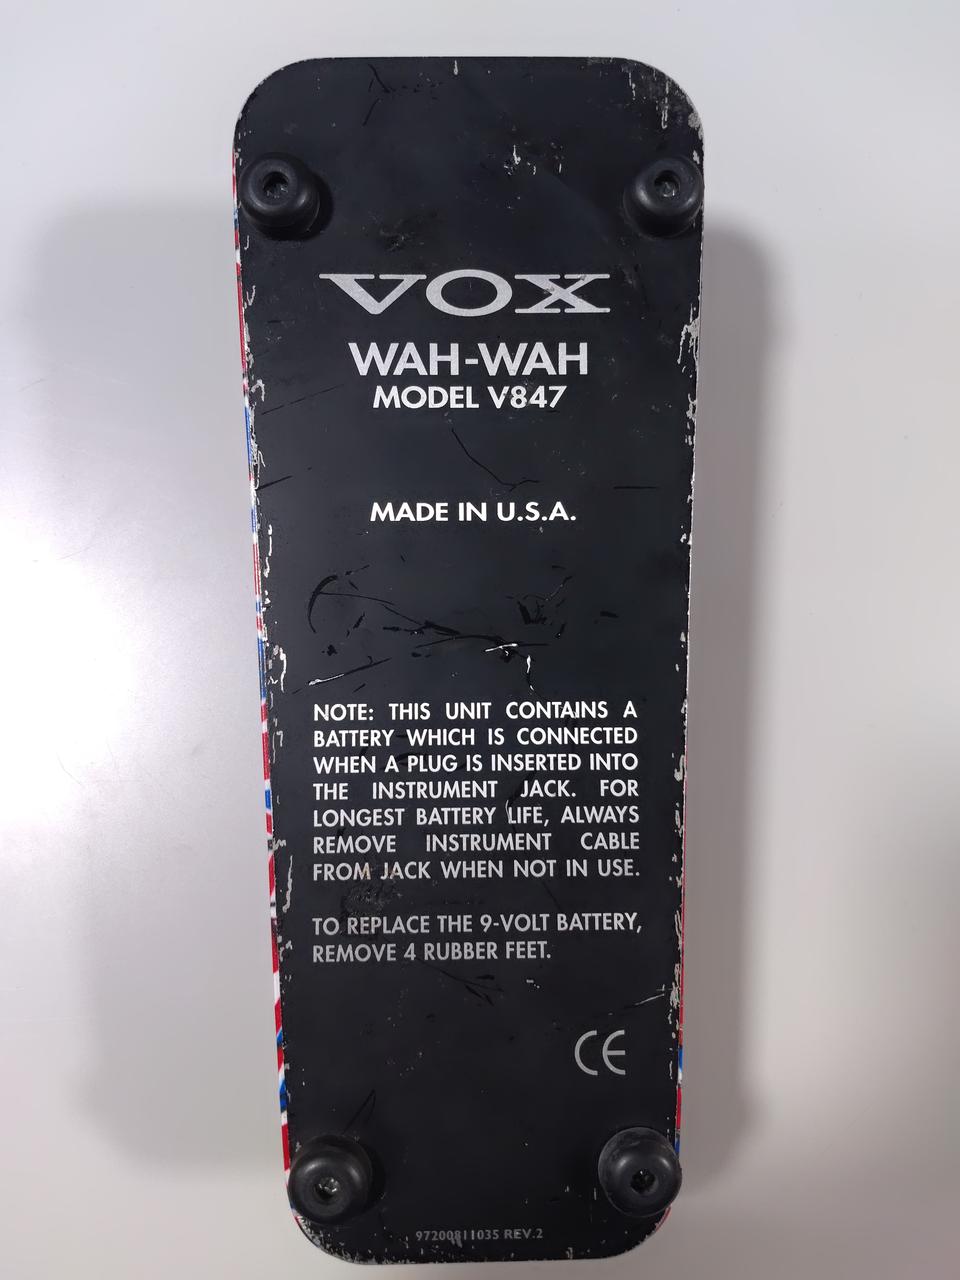 VOX
WAH-WAH
MODEL V847
MADE IN U.S.A.
NOTE: THIS UNIT CONTAINS A
BATTERY WHICH IS CONNECTED
WHEN A PLUG IS INSERTED INTO
THE INSTRUMENT JACK. FOR
LONGEST BATTERY LIFE, ALWAYS
REMOVE INSTRUMENT CABLE
FROM JACK WHEN NOT IN USE.
TO REPLACE THE 9-VOLT BATTERY,
REMOVE 4 RUBBER FEET.
CE
97200811035 REV.2